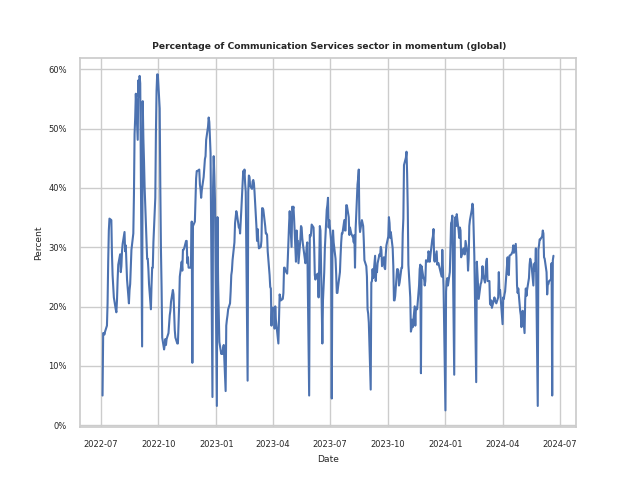 Percentage of Communication Services sector in momentum (global)
60%
50%
40%
30%
20%
10%
0%
Percent
2022-07 2022-10 2023-01 2023-04 2023-07 2023-10 2024-01 2024-04 2024-07
Date